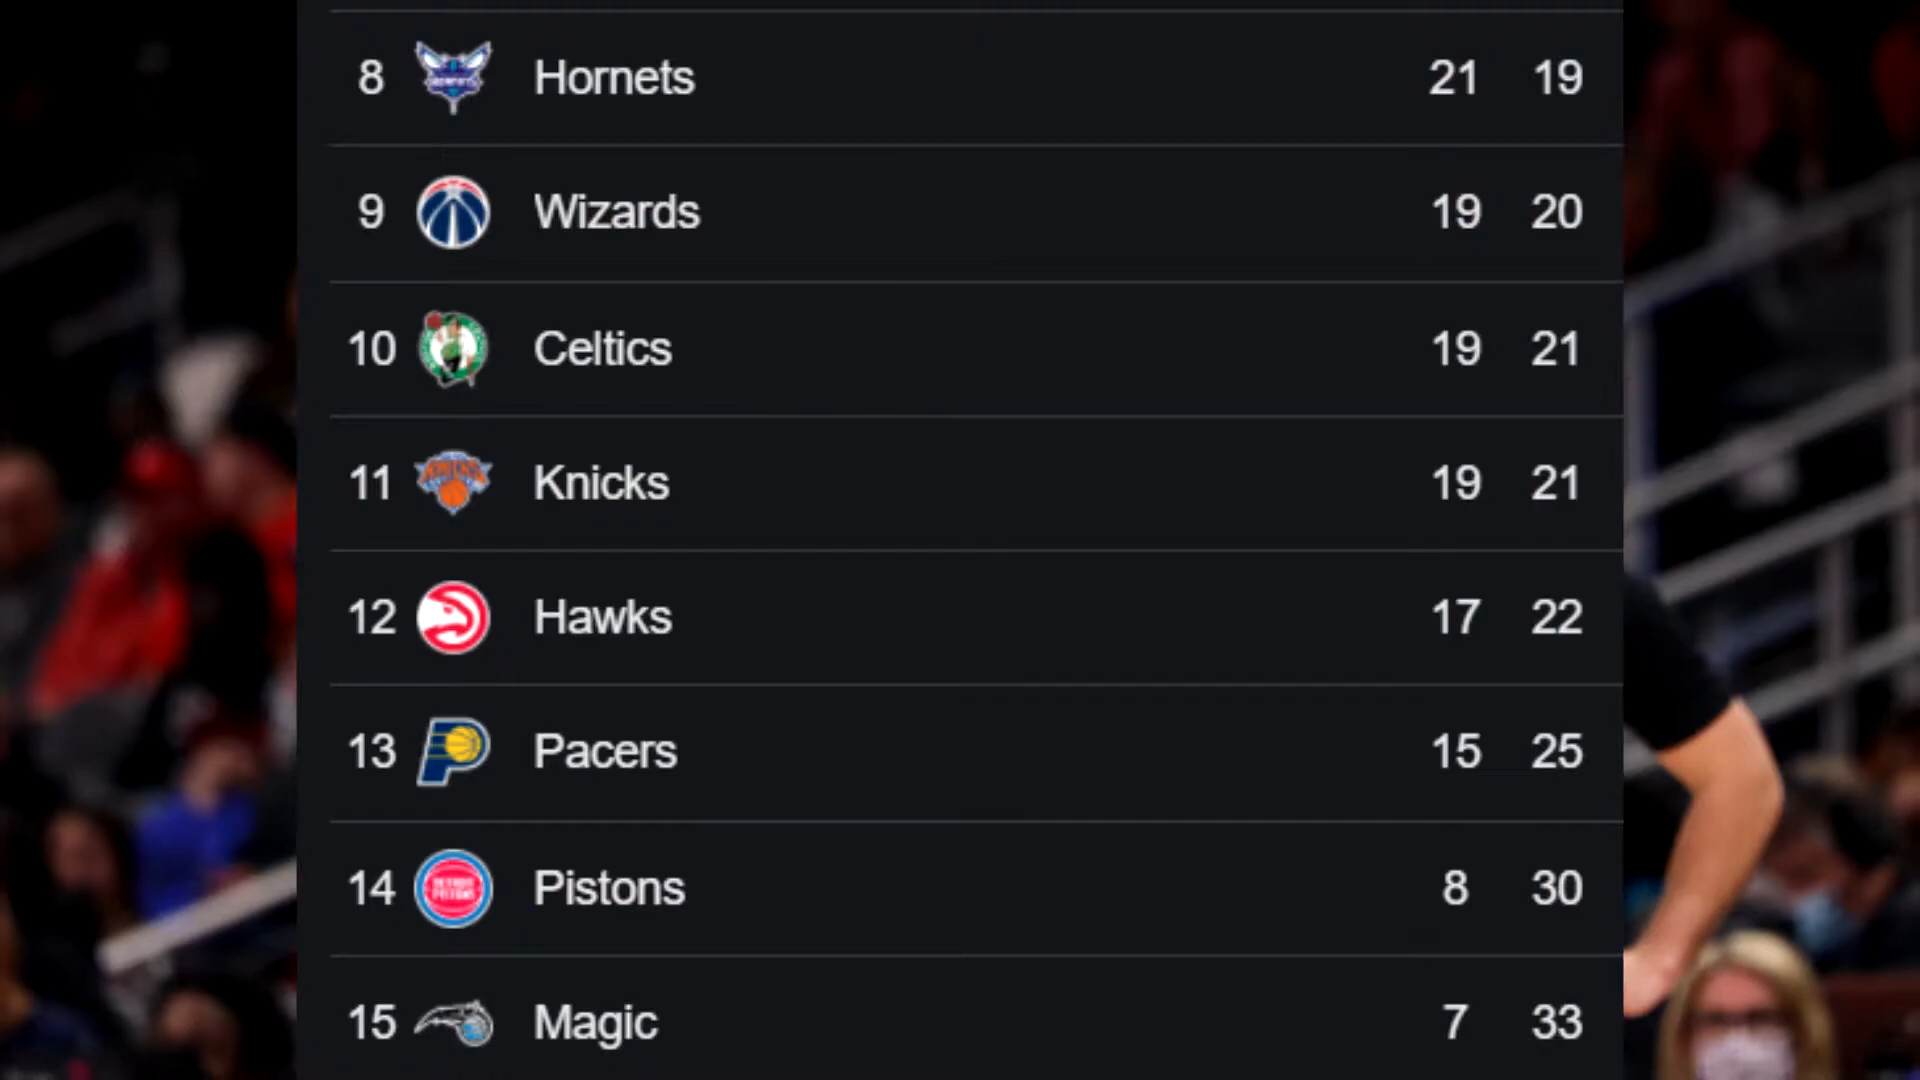 8 Hornets 21 19
9 Wizards 19 20
10 Celtics 19 21
11 Knicks 19 21
12 Hawks 17 22
13 Pacers 15 25
14 Pistons 8 30
15 Magic 7 33